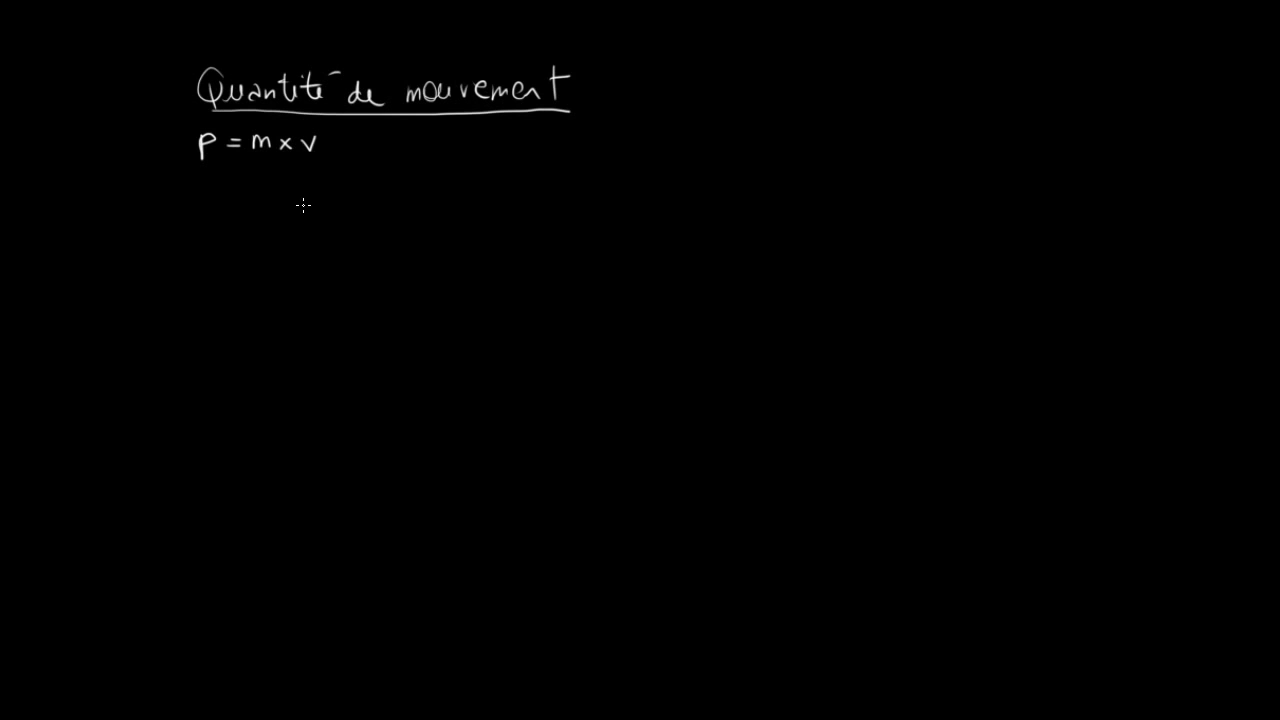 Quantité de mouvement
p = m x v